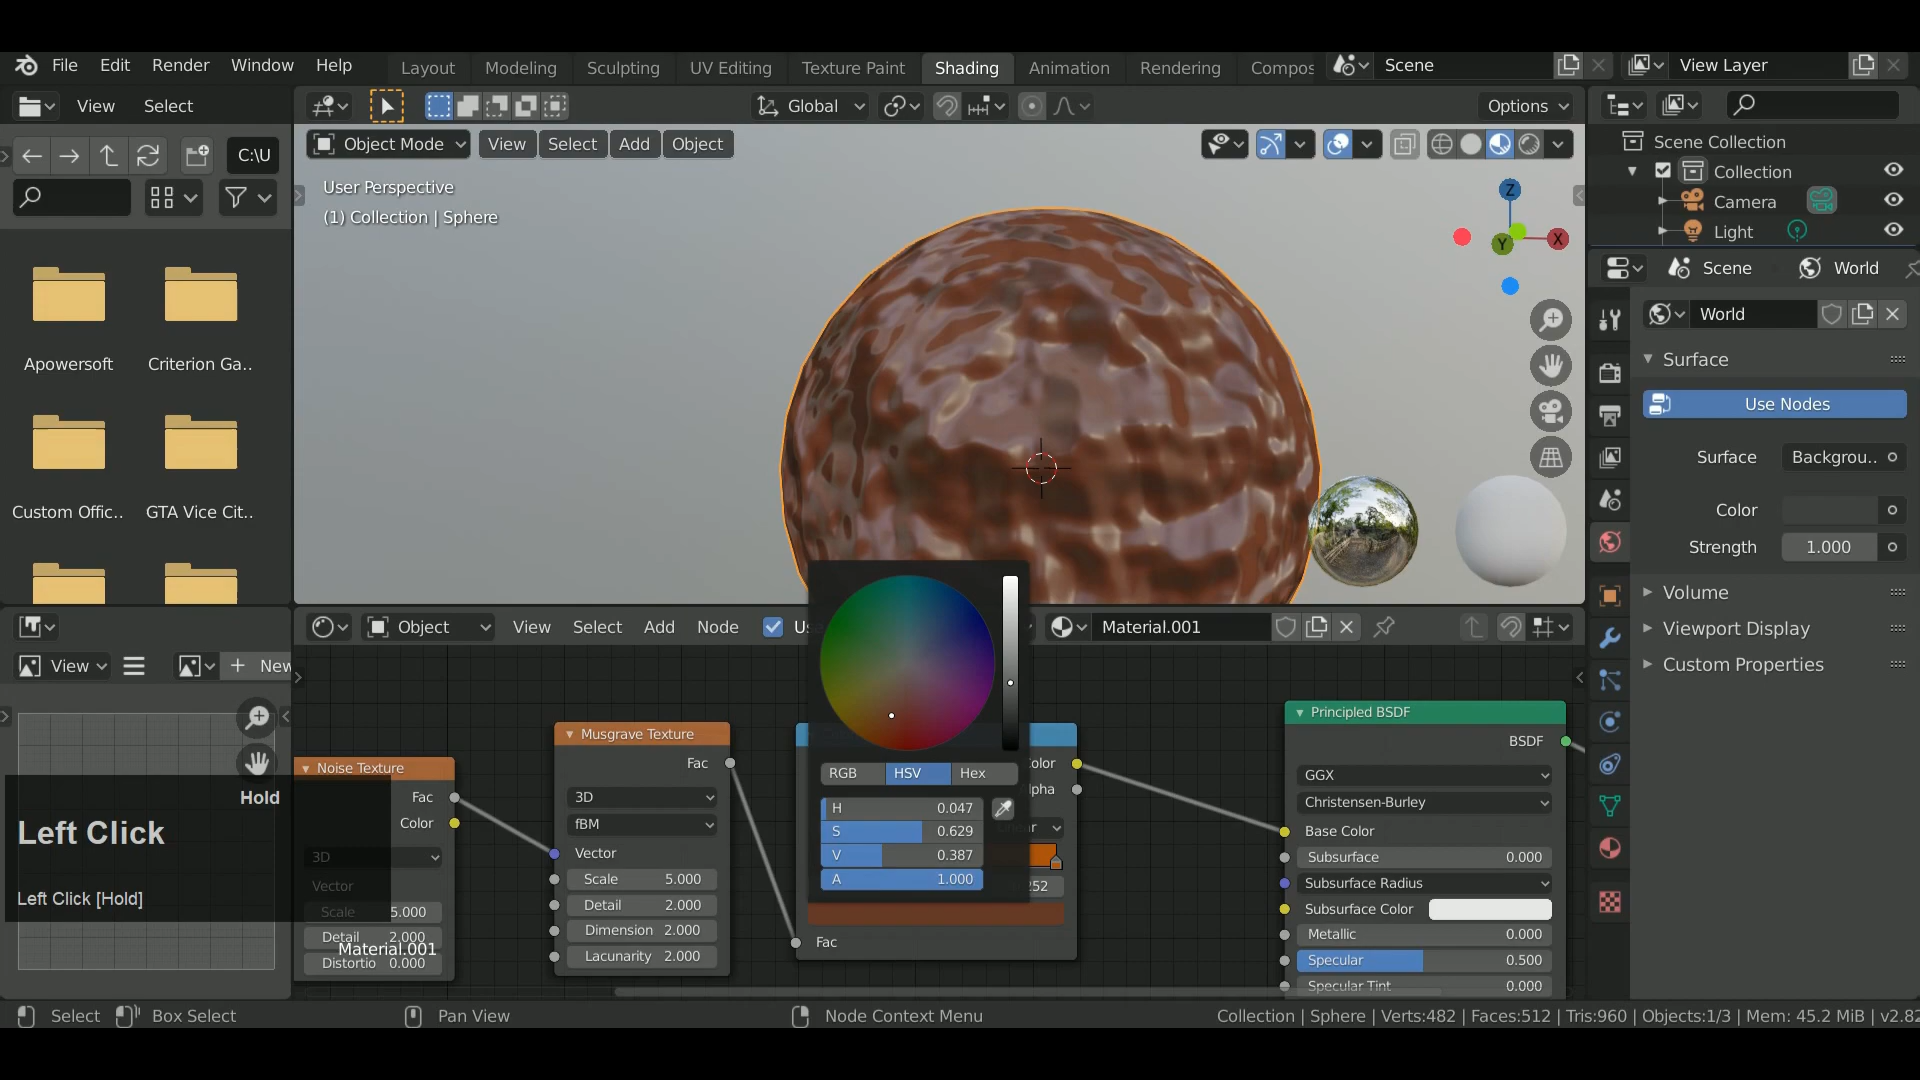 File Edit Render Window Help Layout Modeling Sculpting UV Editing Texture Paint Shading Animation Rendering Compos Scene View Layer
View Select Global Options
C:\U Object Mode View Select Add Object Scene Collection
Collection
User Perspective
Camera
(1) Collection | Sphere
Light
Z
Y
X
Scene World
World
Surface
Use Nodes
Surface Backgrou..
Color
Strength 1.000
Volume
Viewport Display
Custom Properties
Apowersoft Criterion Ga..
Custom Offic.. GTA Vice Cit..
Object View Select Add Node Us Material.001
View New
Noise Texture
Fac
Color
3D
Vector
Scale 5.000
Detail 2.000
Distortio 0.000
Hold
Left Click
Left Click [Hold]
Material.001
Musgrave Texture
Fac
3D
fBM
Vector
Scale 5.000
Detail 2.000
Dimension 2.000
Lacunarity 2.000
RGB HSV Hex
H 0.047
S 0.629
V 0.387
A 1.000
olor
lpha
252
Fac
Principled BSDF
BSDF
GGX
Christensen-Burley
Base Color
Subsurface 0.000
Subsurface Radius
Subsurface Color
Metallic 0.000
Specular 0.500
Specular Tint 0.000
Select Box Select Pan View Node Context Menu Collection | Sphere | Verts:482 | Faces:512 | Tris:960 | Objects:1/3 | Mem: 45.2 MiB | v2.82